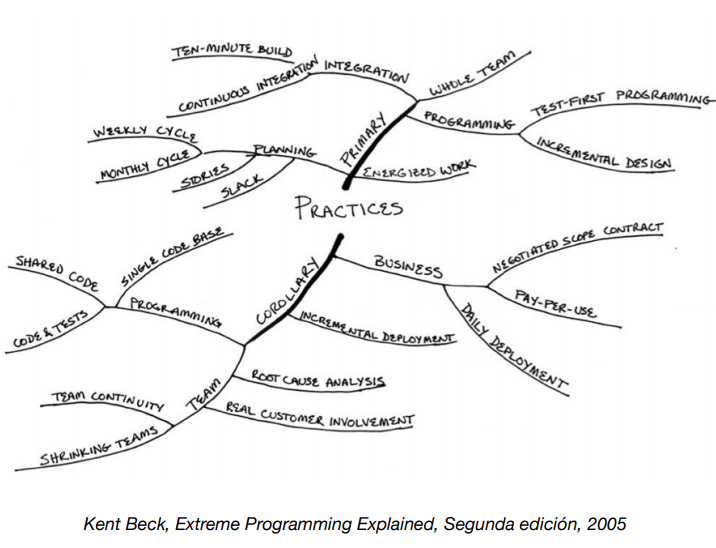 TEN-MINUTE BUILD
CONTINUOUS INTEGRATION
INTEGRATION
WHOLE TEAM
PROGRAMMING
TEST-FIRST PROGRAMMING
INCREMENTAL DESIGN
PRIMARY
WEEKLY CYCLE
MONTHLY CYCLE
PLANNING
STORIES
SLACK
ENERGIZED WORK
PRACTICES
COROLLARY
BUSINESS
NEGOTIATED SCOPE CONTRACT
PAY-PER-USE
DAILY DEPLOYMENT
SHARED CODE
SINGLE CODE BASE
PROGRAMMING
CODE & TESTS
INCREMENTAL DEPLOYMENT
TEAM
ROOT CAUSE ANALYSIS
REAL CUSTOMER INVOLVEMENT
TEAM CONTINUITY
SHRINKING TEAMS
Kent Beck, Extreme Programming Explained, Segunda edición, 2005